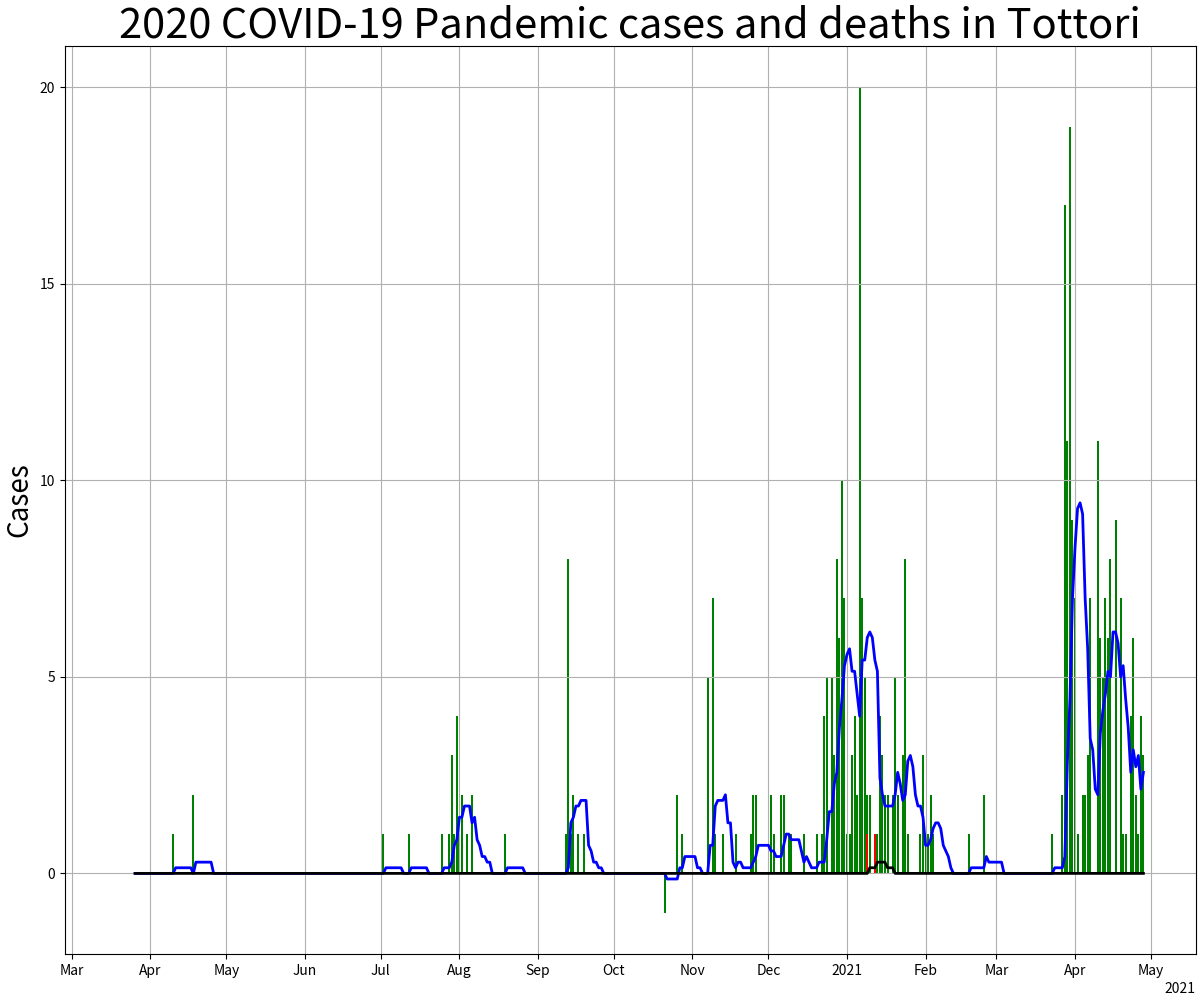 2020 COVID-19 Pandemic cases and deaths in Tottori
Cases
20
15
10
5
0
Mar Apr May Jun Jul Aug Sep Oct Nov Dec 2021 Feb Mar Apr May
2021